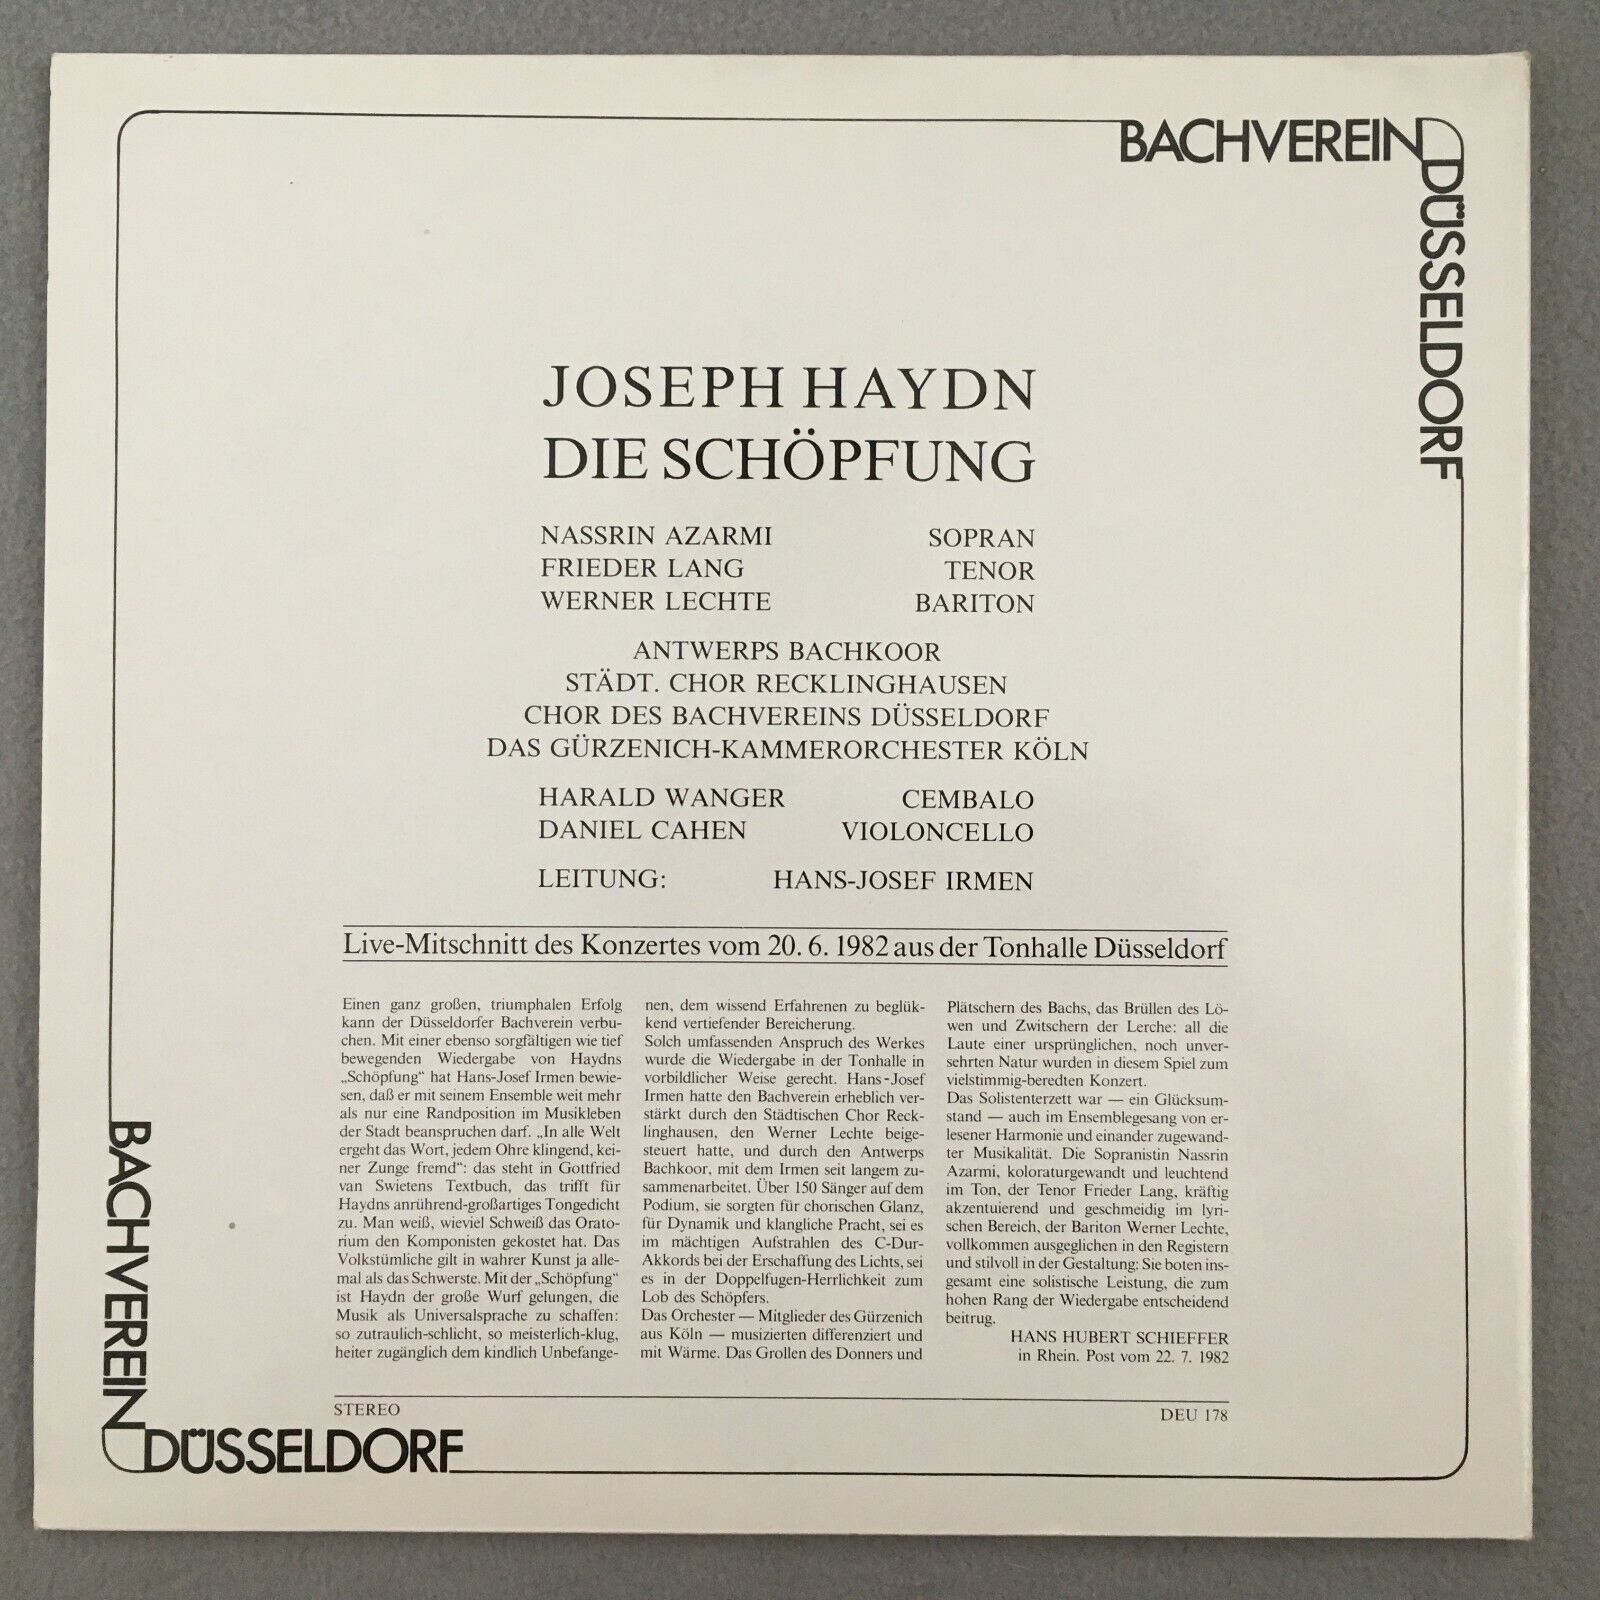 BACHVEREIN
DÜSSELDORF
JOSEPH HAYDN
DIE SCHÖPFUNG
NASSRIN AZARMI SOPRAN
FRIEDER LANG TENOR
WERNER LECHTE BARITON
ANTWERPS BACHKOOR
STÄDT. CHOR RECKLINGHAUSEN
CHOR DES BACHVEREINS DÜSSELDORF
DAS GÜRZENICH-KAMMERORCHESTER KÖLN
HARALD WANGER CEMBALO
DANIEL CAHEN VIOLONCELLO
LEITUNG: HANS-JOSEF IRMEN
Live-Mitschnitt des Konzertes vom 20. 6. 1982 aus der Tonhalle Düsseldorf
Einen ganz großen, triumphalen Erfolg
kann der Düsseldorfer Bachverein verbu-
chen. Mit einer ebenso sorgfältigen wie tief
bewegenden Wiedergabe von Haydns
„Schöpfung“ hat Hans-Josef Irmen bewie-
sen, daß er mit seinem Ensemble weit mehr
als nur eine Randposition im Musikleben
der Stadt beanspruchen darf. „In alle Welt
ergeht das Wort, jedem Ohre klingend, kei-
ner Zunge fremd“: das steht in Gottfried
van Swietens Textbuch, das trifft für
Haydns anrührend-großartiges Tongedicht
zu. Man weiß, wieviel Schweiß das Orato-
rium den Komponisten gekostet hat. Das
Volkstümliche gilt in wahrer Kunst ja alle-
mal als das Schwerste. Mit der „Schöpfung“
ist Haydn der große Wurf gelungen, die
Musik als Universalsprache zu schaffen:
so zutraulich-schlicht, so meisterlich-klug,
heiter zugänglich dem kindlich Unbefange-
nen, dem wissend Erfahrenen zu beglük-
kend vertiefender Bereicherung.
Solch umfassenden Anspruch des Werkes
wurde die Wiedergabe in der Tonhalle in
vorbildlicher Weise gerecht. Hans-Josef
Irmen hatte den Bachverein erheblich ver-
stärkt durch den Städtischen Chor Reck-
linghausen, den Werner Lechte beige-
steuert hatte, und durch den Antwerps
Bachkoor, mit dem Irmen seit langem zu-
sammenarbeitet. Über 150 Sänger auf dem
Podium, sie sorgten für chorischen Glanz,
für Dynamik und klangliche Pracht, sei es
im mächtigen Aufstrahlen des C-Dur-
Akkords bei der Erschaffung des Lichts, sei
es in der Doppelfugen-Herrlichkeit zum
Lob des Schöpfers.
Das Orchester — Mitglieder des Gürzenich
aus Köln — musizierten differenziert und
mit Wärme. Das Grollen des Donners und
Plätschern des Bachs, das Brüllen des Lö-
wen und Zwitschern der Lerche: all die
Laute einer ursprünglichen, noch unver-
sehrten Natur wurden in diesem Spiel zum
vielstimmig-beredten Konzert.
Das Solistenterzett war — ein Glücksum-
stand — auch im Ensemblegesang von er-
lesener Harmonie und einander zugewand-
ter Musikalität. Die Sopranistin Nassrin
Azarmi, koloraturgewandt und leuchtend
im Ton, der Tenor Frieder Lang, kräftig
akzentuierend und geschmeidig im lyri-
schen Bereich, der Bariton Werner Lechte,
vollkommen ausgeglichen in den Registern
und stilvoll in der Gestaltung: Sie boten ins-
gesamt eine solistische Leistung, die zum
hohen Rang der Wiedergabe entscheidend
beitrug.
HANS HUBERT SCHIEFFER
in Rhein. Post vom 22. 7. 1982
STEREO DEU 178
BACHVEREIN
DÜSSELDORF